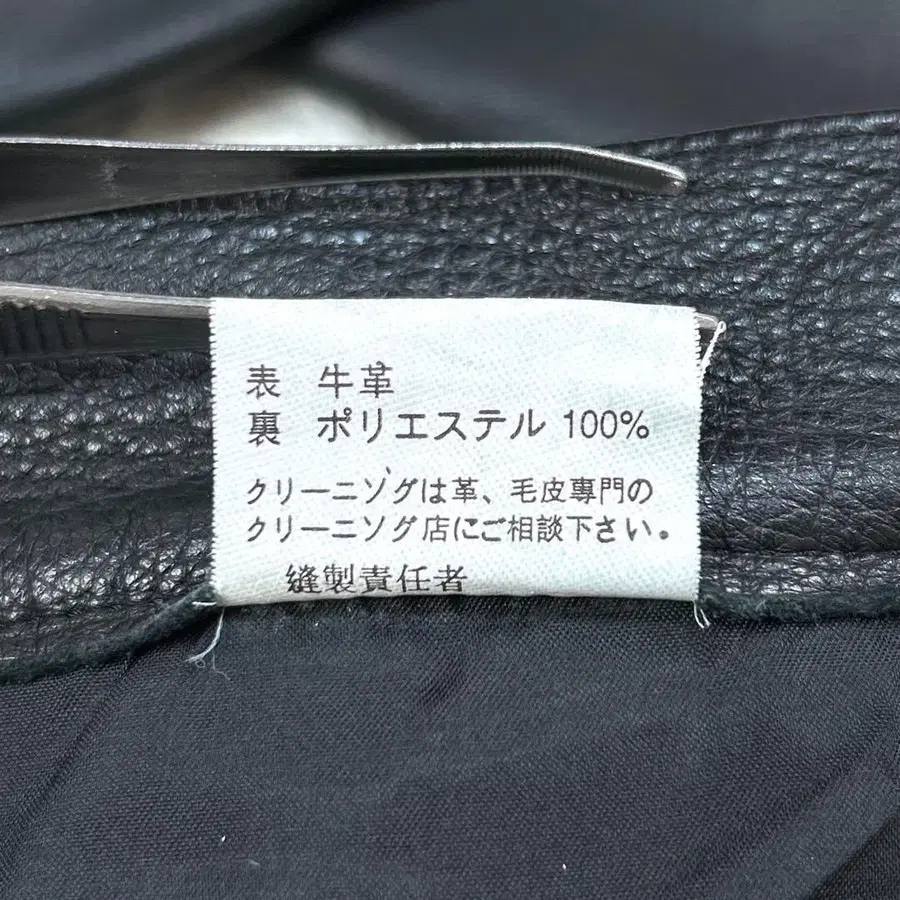 表 牛革
裏 ポリエステル 100%
クリーニソグは革、毛皮專門の
クリーニソグ店にご相談下さい。
縫製責任者